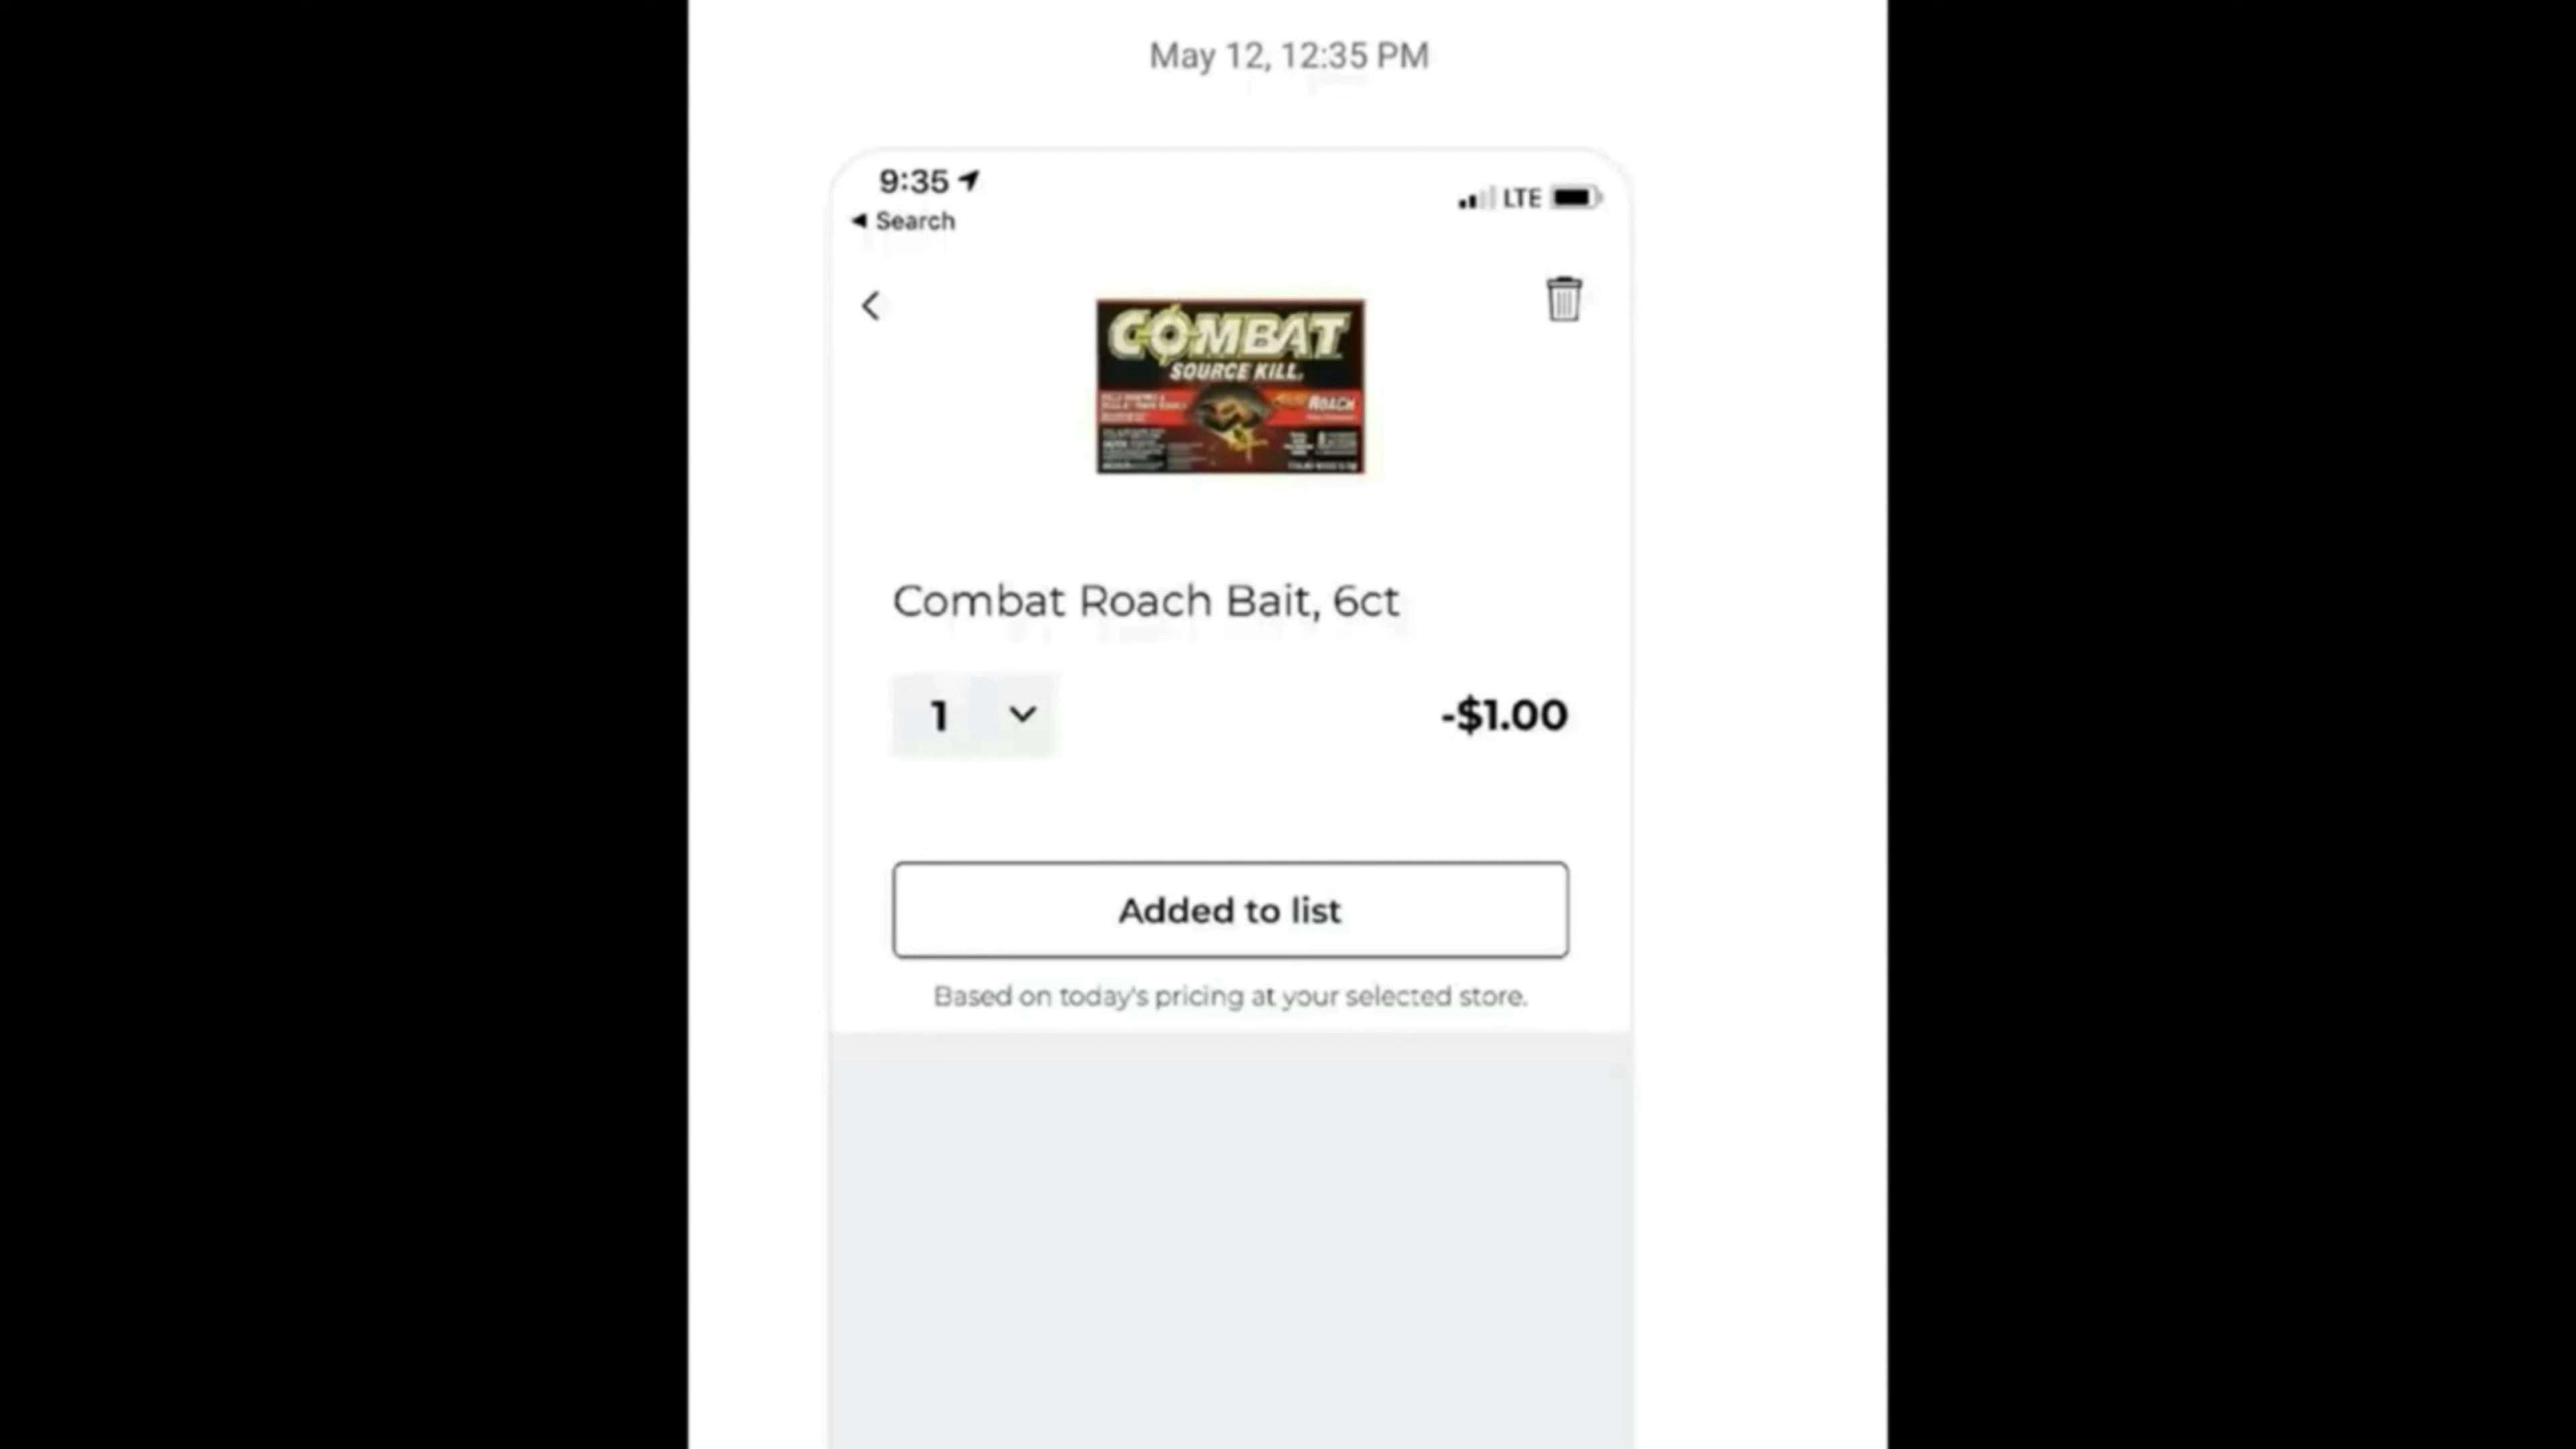 May 12, 12:35 PM
9:35
LTE
Search
COMBAT
SOURCE KILL.
ROACH
Combat Roach Bait, 6ct
1
-$1.00
Added to list
Based on today's pricing at your selected store.